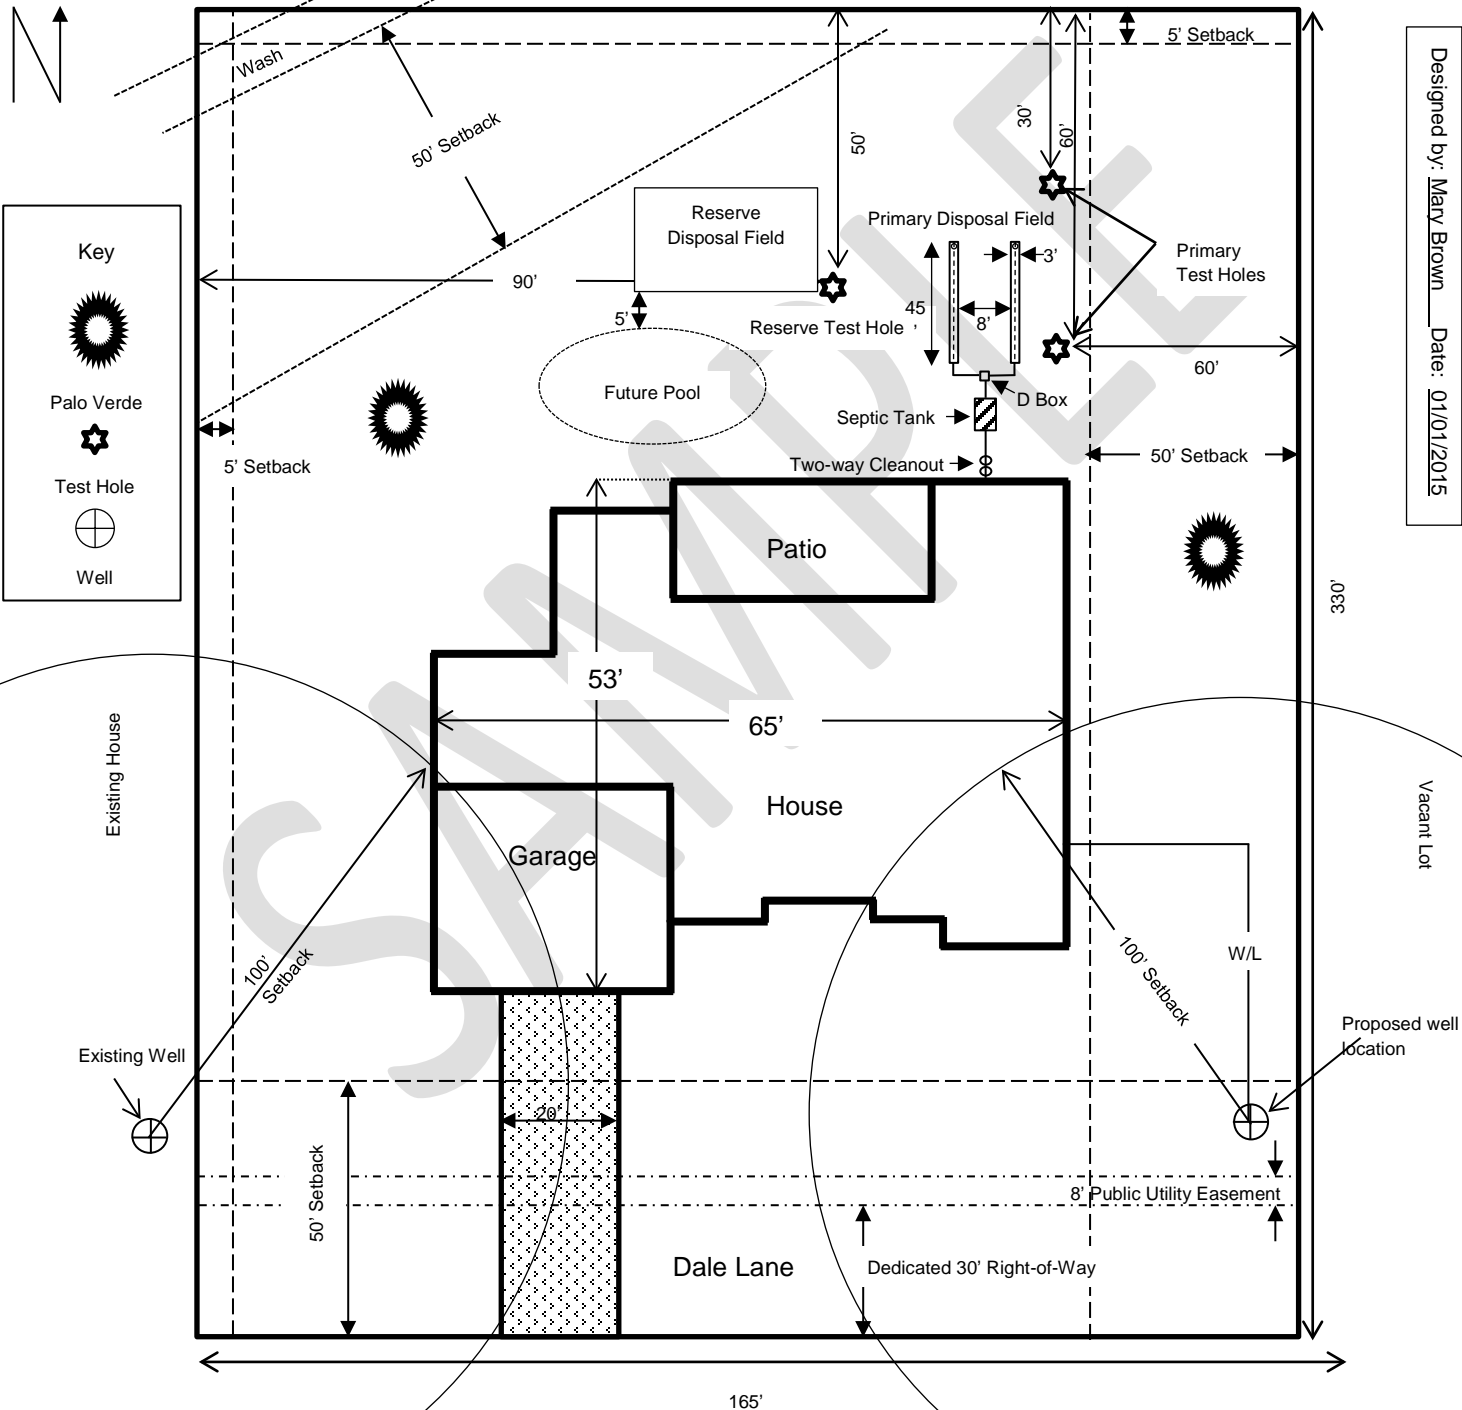 N
5' Setback
Wash
50' Setback
50'
30'
60'
Designed by: Mary Brown Date: 01/01/2015
Key
Palo Verde
Test Hole
Well
Reserve
Disposal Field
Primary Disposal Field
Primary
Test Holes
90'
3'
5'
45
'
8'
Reserve Test Hole
60'
Future Pool
D Box
Septic Tank
5' Setback
50' Setback
Two-way Cleanout
Patio
330'
53'
65'
Existing House
House
Vacant Lot
Garage
100'
Setback
100' Setback
W/L
Existing Well
Proposed well
location
20'
50' Setback
8' Public Utility Easement
Dale Lane
Dedicated 30' Right-of-Way
165'
SAMPLE